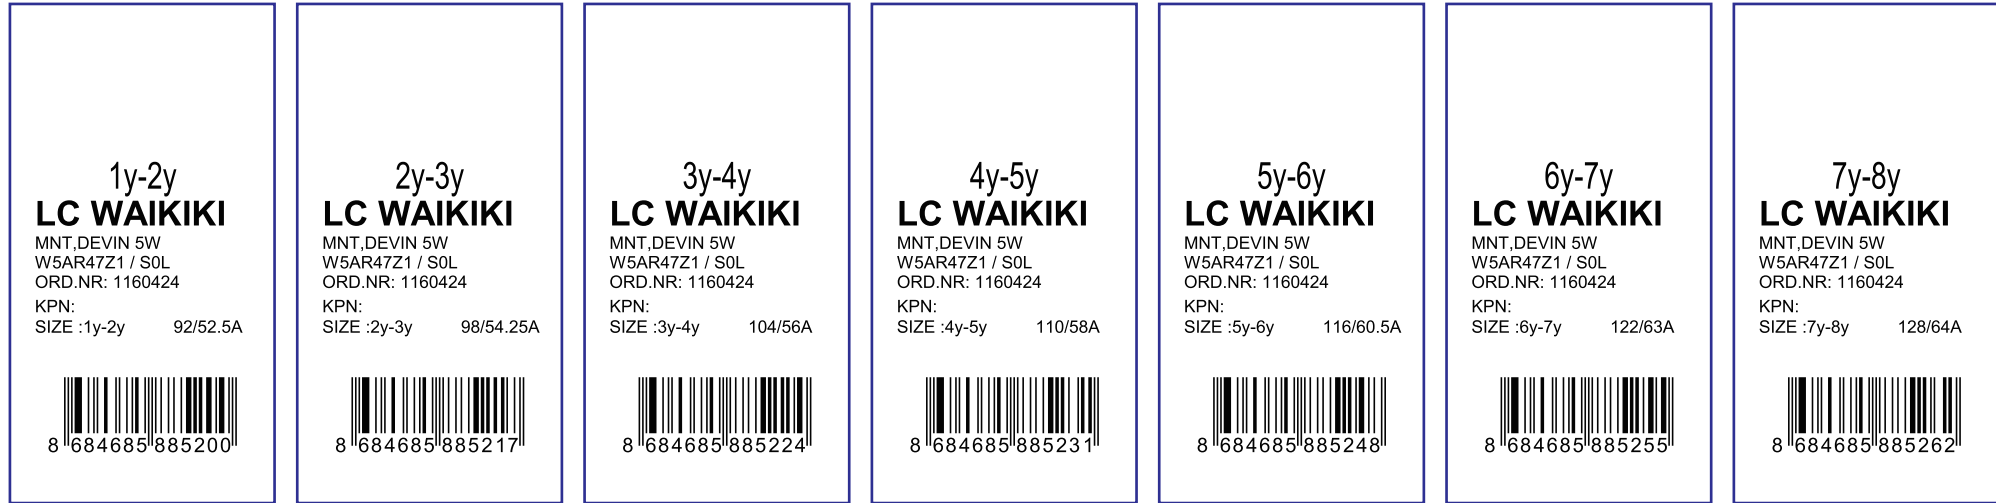 1y-2y
LC WAIKIKI
MNT,DEVIN 5W
W5AR47Z1 / S0L
ORD.NR: 1160424
KPN:
SIZE :1y-2y 92/52.5A
8 684685 885200
2y-3y
LC WAIKIKI
MNT,DEVIN 5W
W5AR47Z1 / S0L
ORD.NR: 1160424
KPN:
SIZE :2y-3y 98/54.25A
8 684685 885217
3y-4y
LC WAIKIKI
MNT,DEVIN 5W
W5AR47Z1 / S0L
ORD.NR: 1160424
KPN:
SIZE :3y-4y 104/56A
8 684685 885224
4y-5y
LC WAIKIKI
MNT,DEVIN 5W
W5AR47Z1 / S0L
ORD.NR: 1160424
KPN:
SIZE :4y-5y 110/58A
8 684685 885231
5y-6y
LC WAIKIKI
MNT,DEVIN 5W
W5AR47Z1 / S0L
ORD.NR: 1160424
KPN:
SIZE :5y-6y 116/60.5A
8 684685 885248
6y-7y
LC WAIKIKI
MNT,DEVIN 5W
W5AR47Z1 / S0L
ORD.NR: 1160424
KPN:
SIZE :6y-7y 122/63A
8 684685 885255
7y-8y
LC WAIKIKI
MNT,DEVIN 5W
W5AR47Z1 / S0L
ORD.NR: 1160424
KPN:
SIZE :7y-8y 128/64A
8 684685 885262